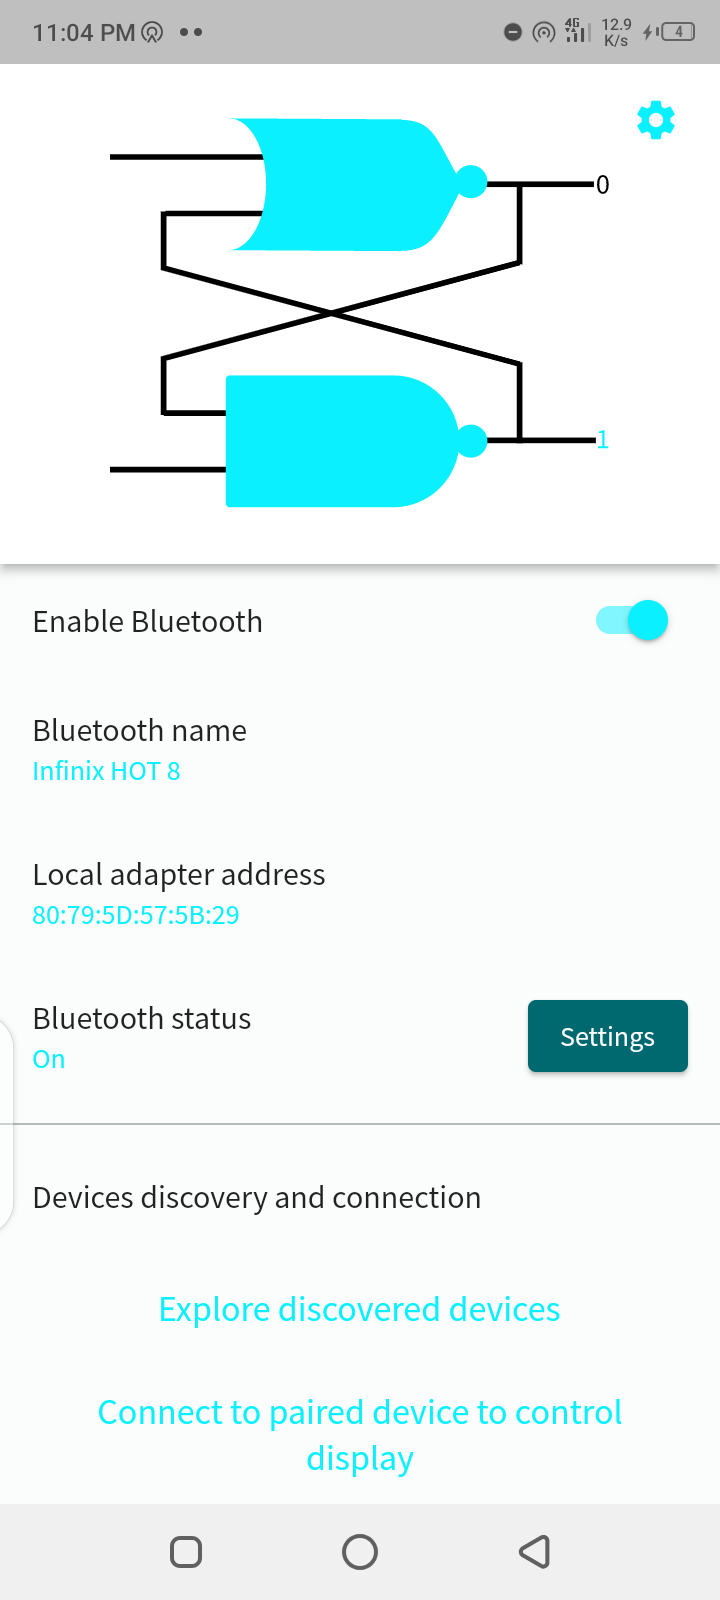 11:04 PM
4G
12.9
K/s
4
0
1
Enable Bluetooth
Bluetooth name
Infinix HOT 8
Local adapter address
80:79:5D:57:5B:29
Bluetooth status
On
Settings
Devices discovery and connection
Explore discovered devices
Connect to paired device to control
display